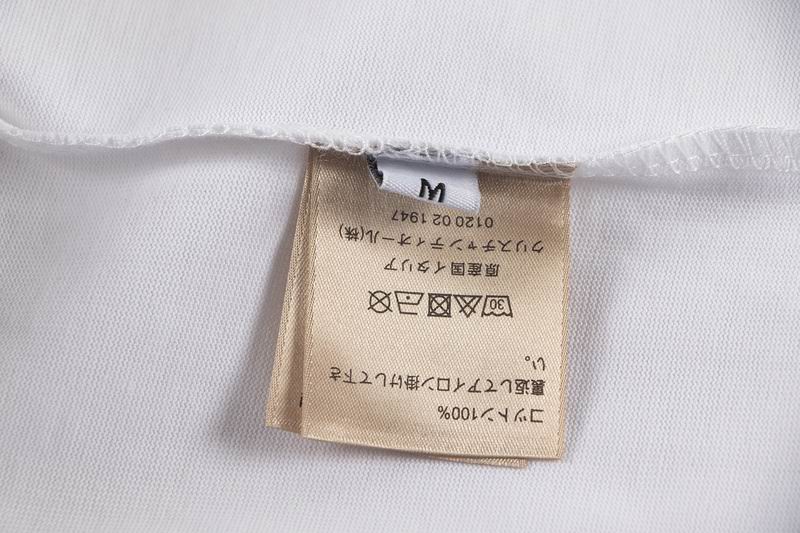 コットン100%
裏返してアイロン掛けして下さ
い。
30
原産国イタリア
クリスチャンディオール(株)
0120 02 1947
M